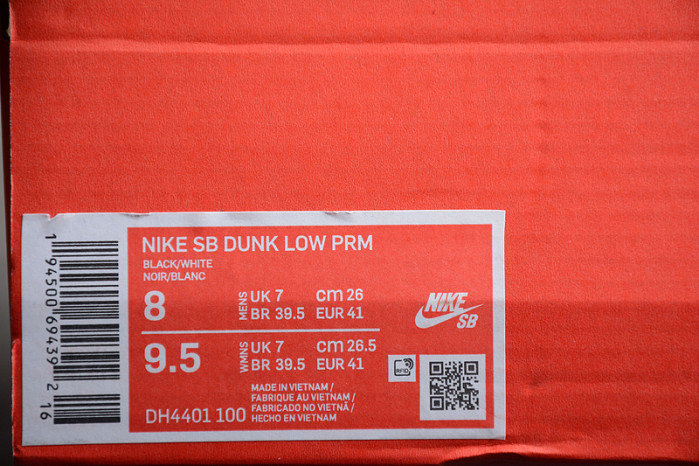 NIKE SB DUNK LOW PRM
BLACK/WHITE
NOIR/BLANC
8 MENS UK 7 cm 26
BR 39.5 EUR 41
9.5 WMNS UK 7 cm 26.5
BR 39.5 EUR 41
MADE IN VIETNAM /
FABRIQUE AU VIETNAM /
FABRICADO NO VIETNÃ /
HECHO EN VIETNAM
DH4401 100
NIKE
SB
RFID
1 94500 69439 2 16